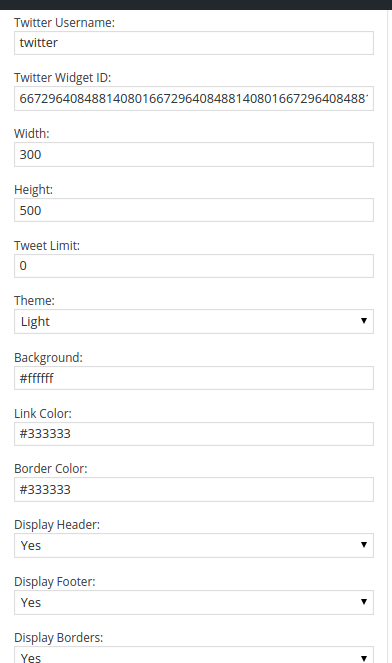 Twitter Username:
twitter
Twitter Widget ID:
667296408488140801667296408488140801667296408488
Width:
300
Height:
500
Tweet Limit:
0
Theme:
Light
Background:
#ffffff
Link Color:
#333333
Border Color:
#333333
Display Header:
Yes
Display Footer:
Yes
Display Borders:
Yes